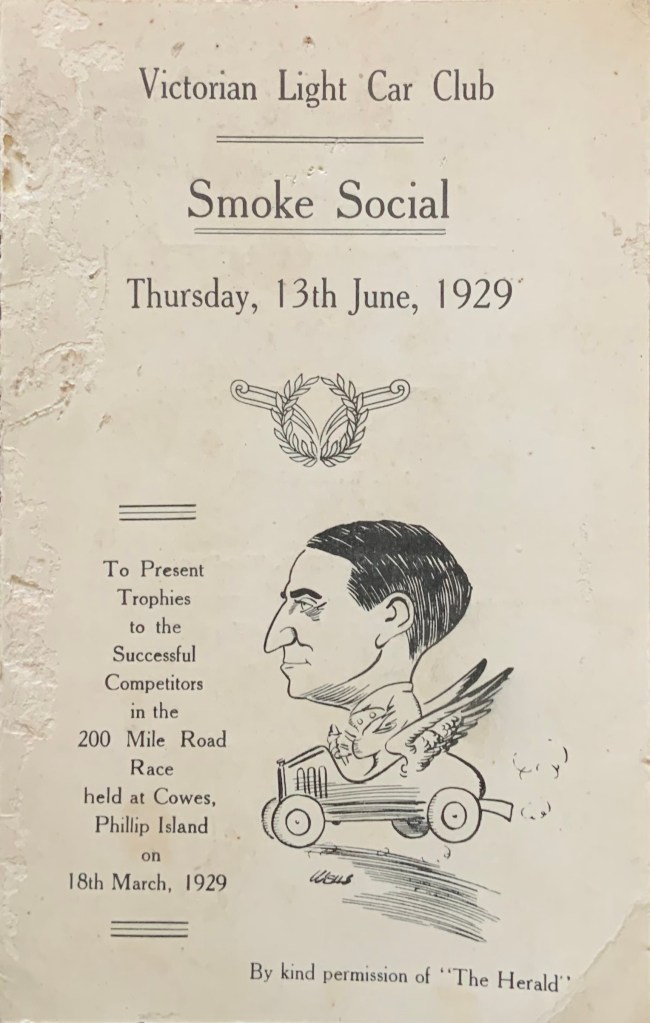 Victorian Light Car Club
Smoke Social
Thursday, 13th June, 1929
To Present
Trophies
to the
Successful
Competitors
in the
200 Mile Road
Race
held at Cowes,
Phillip Island
on
18th March, 1929
WELLS
By kind permission of "The Herald"